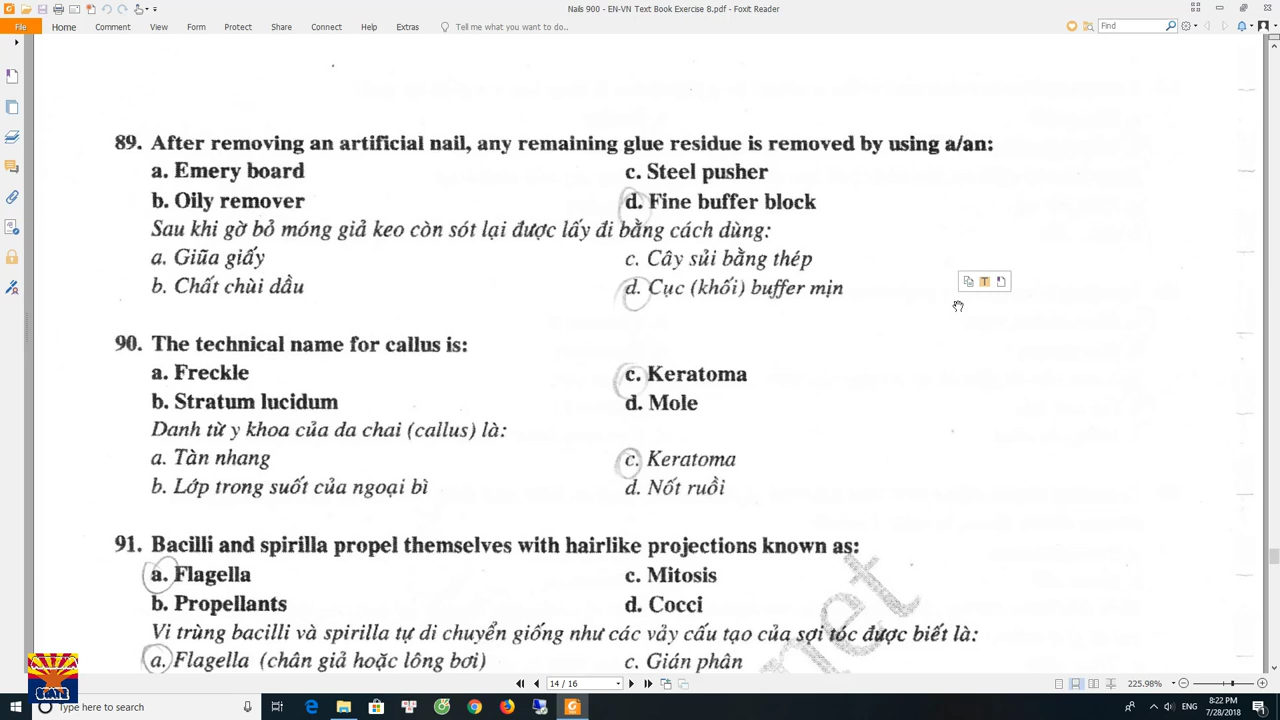 Nails 900 - EN-VN Text Book Exercise 8.pdf - Foxit Reader
File Home Comment View Form Protect Share Connect Help Extras Tell me what you want to do.. Find
89. After removing an artificial nail, any remaining glue residue is removed by using a/an:
a. Emery board c. Steel pusher
b. Oily remover d. Fine buffer block
Sau khi gỡ bỏ móng giả keo còn sót lại được lấy đi bằng cách dùng:
a. Giũa giấy c. Cây sủi bằng thép
b. Chất chùi dầu d. Cục (khối) buffer mịn
90. The technical name for callus is:
a. Freckle c. Keratoma
b. Stratum lucidum d. Mole
Danh từ y khoa của da chai (callus) là:
a. Tàn nhang c. Keratoma
b. Lớp trong suốt của ngoại bì d. Nốt ruồi
91. Bacilli and spirilla propel themselves with hairlike projections known as:
a. Flagella c. Mitosis
b. Propellants d. Cocci
Vi trùng bacilli và spirilla tự di chuyển giống như các vảy cấu tạo của sợi tóc được biết là:
a. Flagella (chân giả hoặc lông bơi) c. Gián phân
net
STATE
14 / 16 225.98%
Type here to search 8:22 PM
7/28/2018